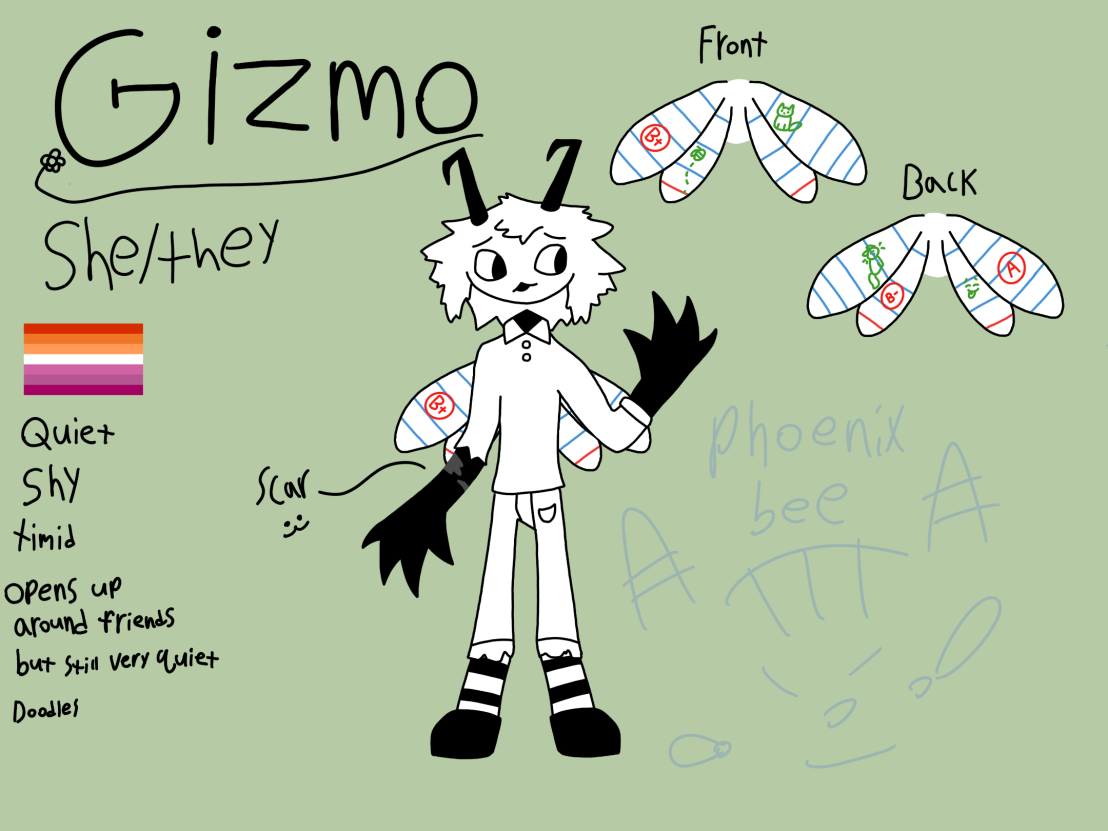 Gizmo
She/they
Quiet
Shy
timid
opens up
around friends
but still very quiet
Doodles
scar
Front
B+
Back
B-
A
B+
phoenix
bee
A A